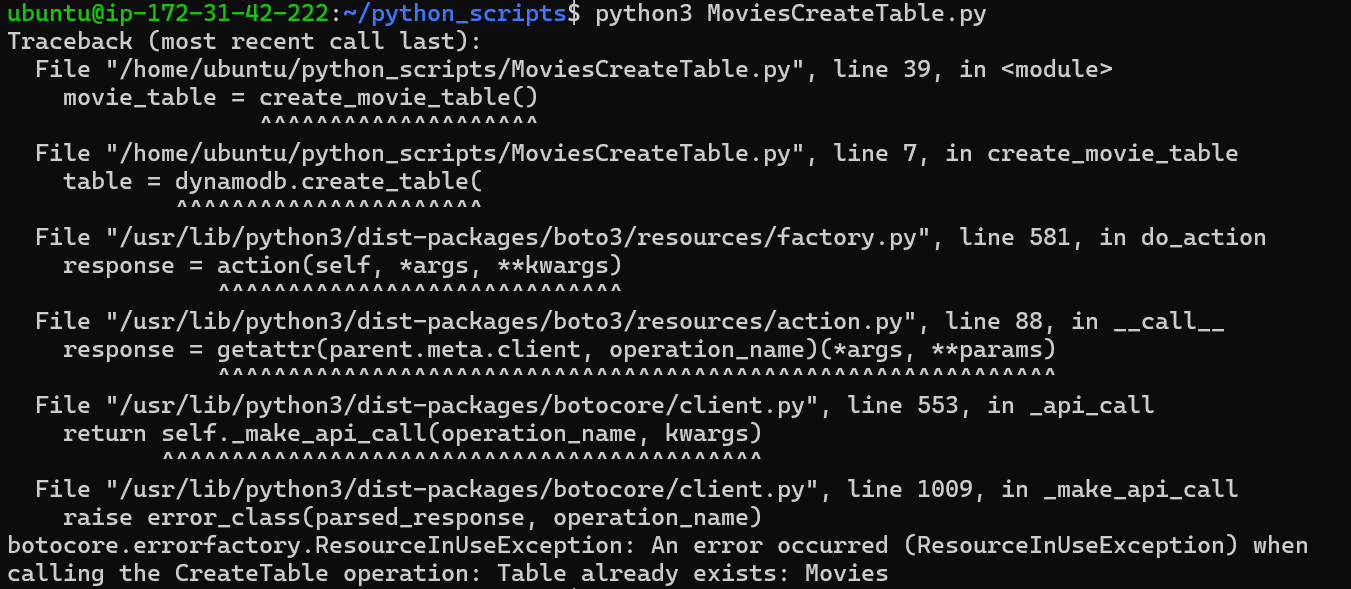 ubuntu@ip-172-31-42-222:~/python_scripts$ python3 MoviesCreateTable.py
Traceback (most recent call last):
  File "/home/ubuntu/python_scripts/MoviesCreateTable.py", line 39, in <module>
    movie_table = create_movie_table()
                  ^^^^^^^^^^^^^^^^^^^^
  File "/home/ubuntu/python_scripts/MoviesCreateTable.py", line 7, in create_movie_table
    table = dynamodb.create_table(
            ^^^^^^^^^^^^^^^^^^^^^^
  File "/usr/lib/python3/dist-packages/boto3/resources/factory.py", line 581, in do_action
    response = action(self, *args, **kwargs)
               ^^^^^^^^^^^^^^^^^^^^^^^^^^^^^
  File "/usr/lib/python3/dist-packages/boto3/resources/action.py", line 88, in __call__
    response = getattr(parent.meta.client, operation_name)(*args, **params)
               ^^^^^^^^^^^^^^^^^^^^^^^^^^^^^^^^^^^^^^^^^^^^^^^^^^^^^^^^^^^^
  File "/usr/lib/python3/dist-packages/botocore/client.py", line 553, in _api_call
    return self._make_api_call(operation_name, kwargs)
           ^^^^^^^^^^^^^^^^^^^^^^^^^^^^^^^^^^^^^^^^^^^
  File "/usr/lib/python3/dist-packages/botocore/client.py", line 1009, in _make_api_call
    raise error_class(parsed_response, operation_name)
botocore.errorfactory.ResourceInUseException: An error occurred (ResourceInUseException) when
calling the CreateTable operation: Table already exists: Movies